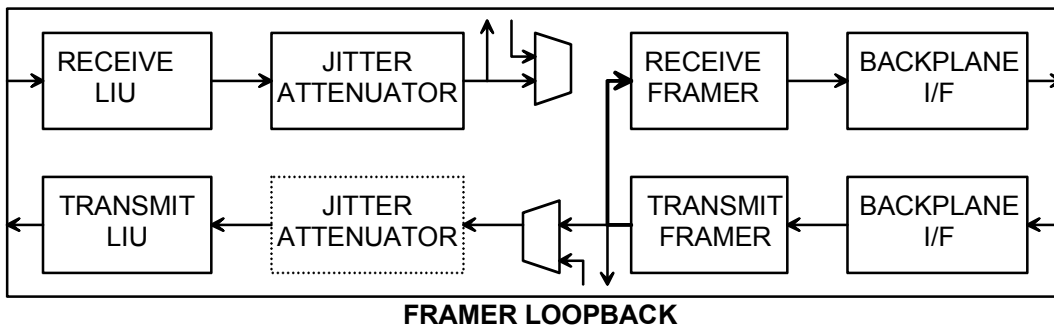 RECEIVE
LIU
JITTER
ATTENUATOR
RECEIVE
FRAMER
BACKPLANE
I/F
TRANSMIT
LIU
JITTER
ATTENUATOR
TRANSMIT
FRAMER
BACKPLANE
I/F
FRAMER LOOPBACK